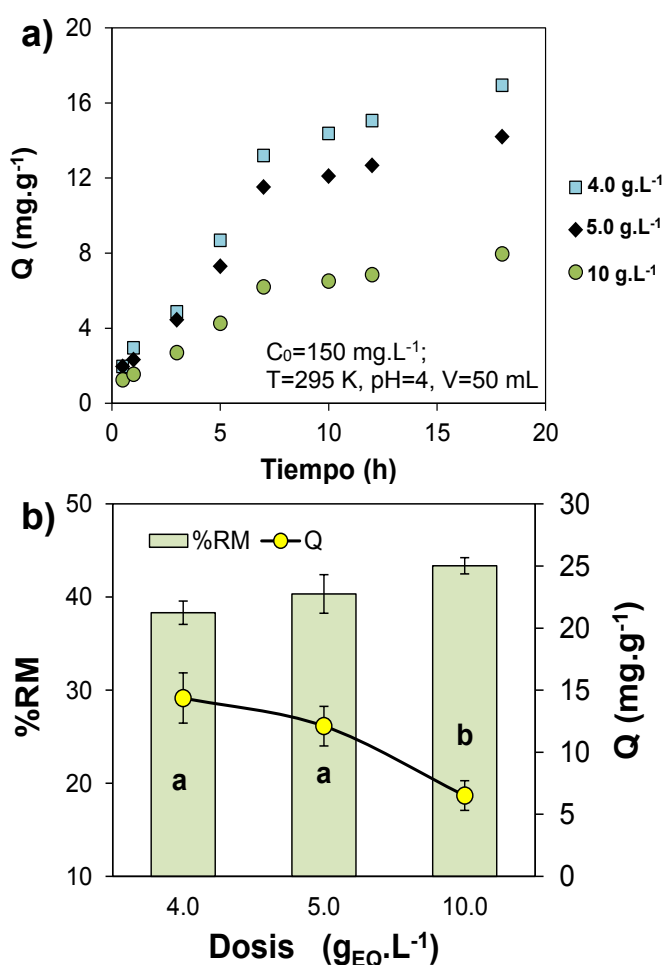 a)
20
16
12
8
4
0
Q (mg.g⁻¹)
4.0 g.L⁻¹
5.0 g.L⁻¹
10 g.L⁻¹
C₀=150 mg.L⁻¹;
T=295 K, pH=4, V=50 mL
0 5 10 15 20
Tiempo (h)
b)
%RM Q
50
40
30
20
10
%RM
a a b
30
25
20
15
10
5
0
Q (mg.g⁻¹)
4.0 5.0 10.0
Dosis (g_EQ.L⁻¹)